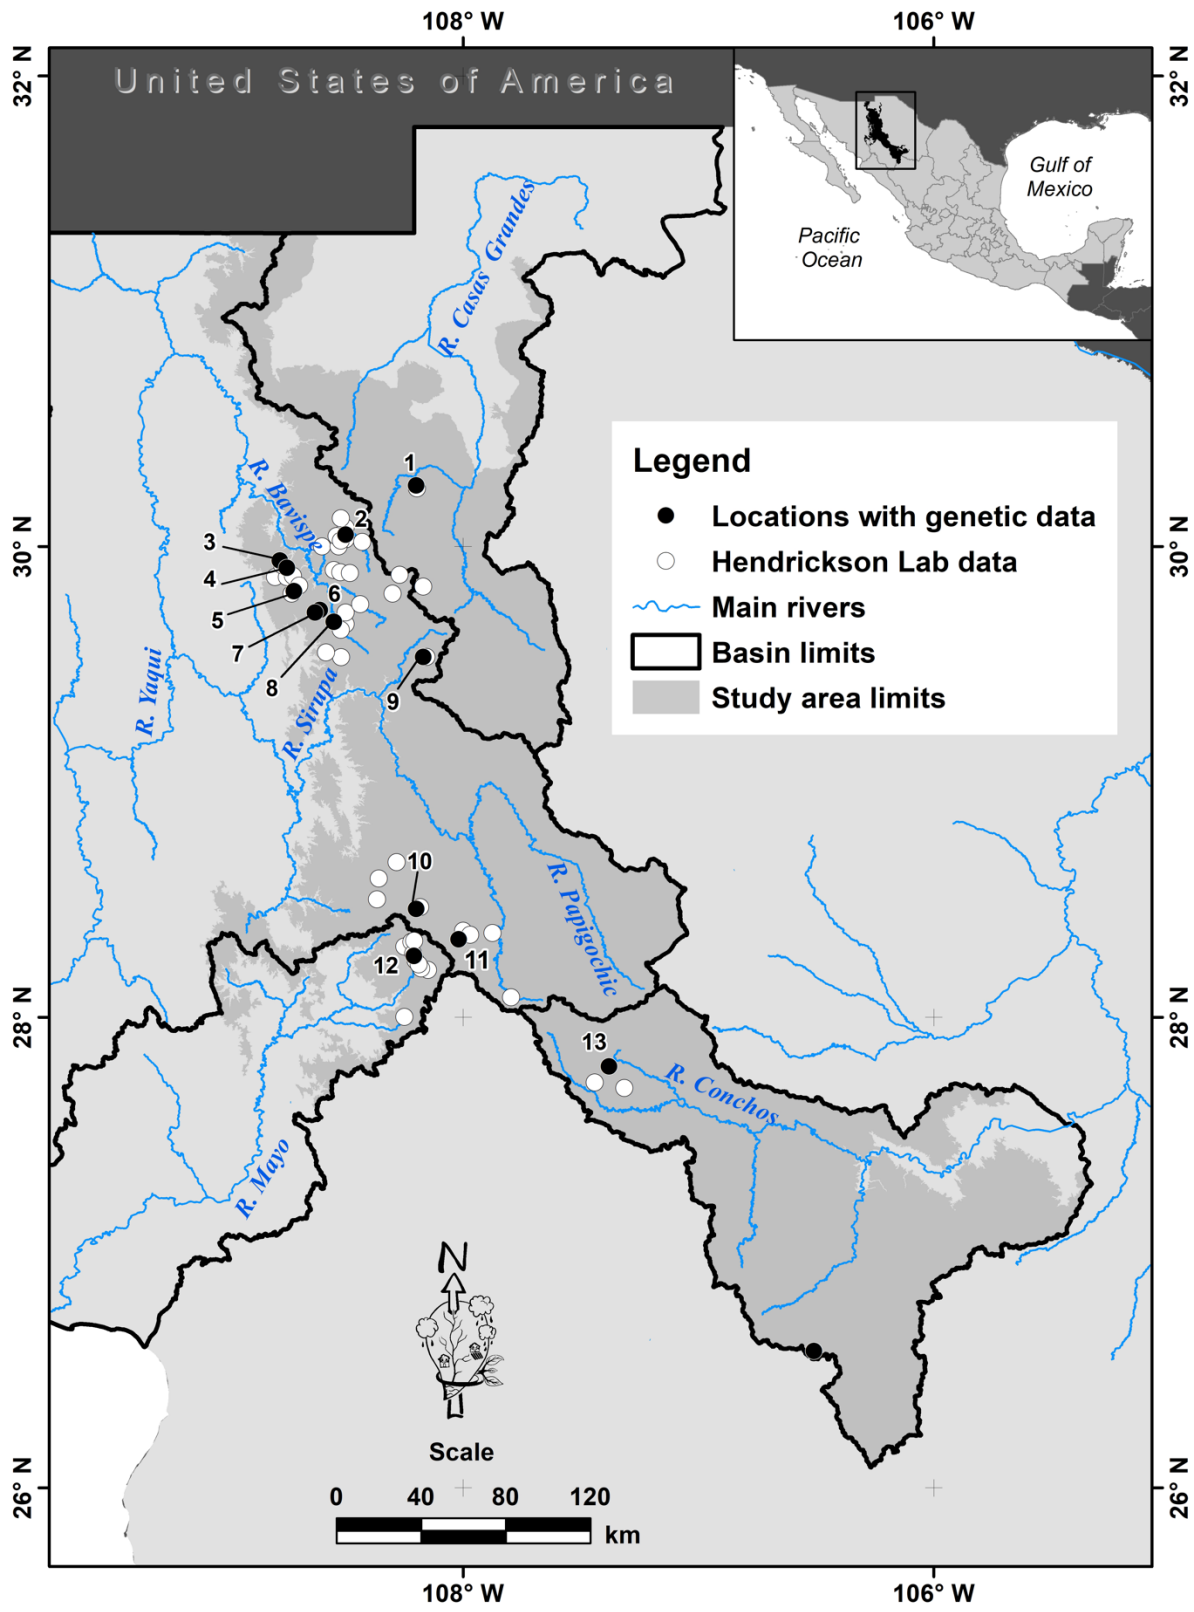 108° W
106° W
32° N
32° N
United States of America
Gulf of
Mexico
Pacific
Ocean
R. Casas Grandes
Legend
Locations with genetic data
Hendrickson Lab data
Main rivers
Basin limits
Study area limits
1
R. Bavispe
2
30° N
30° N
3
4
5
6
7
8
9
R. Yaqui
R. Sirupa
10
R. Papigochic
11
12
28° N
28° N
13
R. Conchos
R. Mayo
N
Scale
0
40
80
120
km
26° N
26° N
108° W
106° W